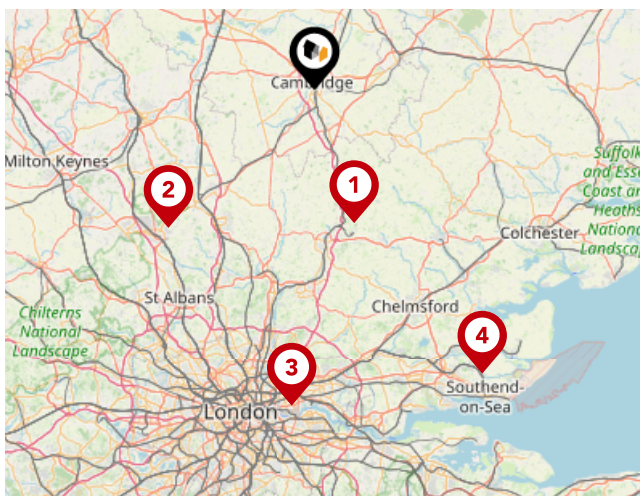 Cambridge
Milton Keynes
Suffolk
and Esse
Coast an
Heaths
Nationa
Landscap
2
1
Colchester
St Albans
Chelmsford
Chilterns
National
Landscape
4
3
Southend-
on-Sea
London